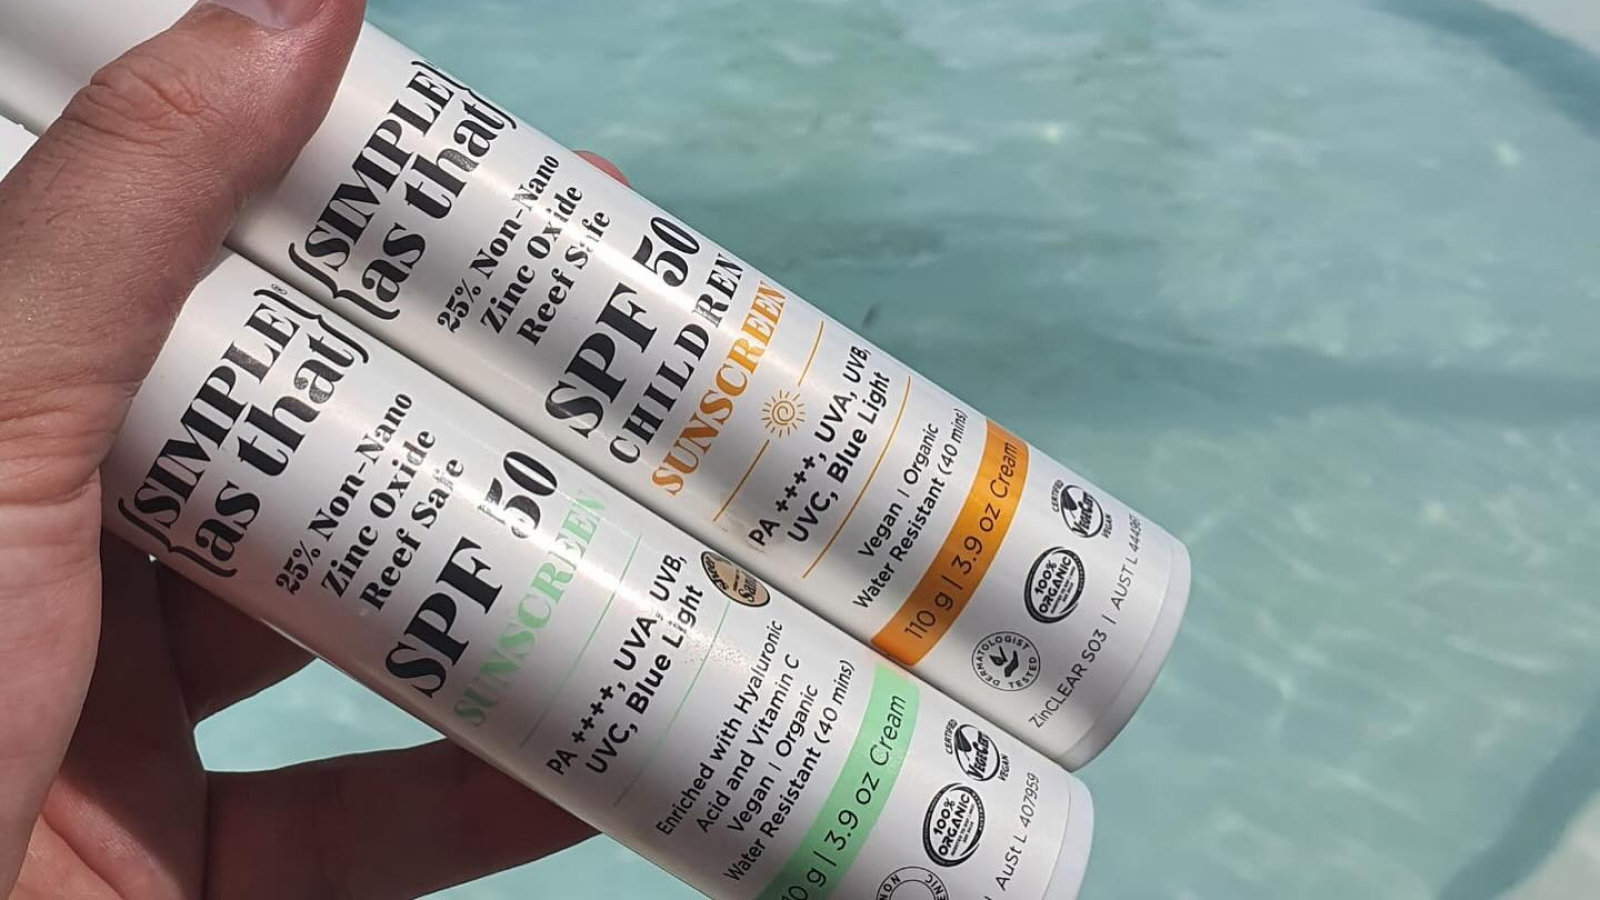 {SIMPLE}
{as that}
25% Non-Nano
Zinc Oxide
Reef Safe
SPF 50
CHILDREN
SUNSCREEN
PA ++++, UVA, UVB,
UVC, Blue Light
Vegan | Organic
Water Resistant (40 mins)
110 g | 3.9 oz Cream
CERTIFIED
VegeCert
VEGAN
100%
ORGANIC
DERMATOLOGIST
TESTED
ZinCLEAR S03 | AUST L 444967
{SIMPLE}®
{as that}
25% Non-Nano
Zinc Oxide
Reef Safe
SPF 50
SUNSCREEN
PA ++++, UVA, UVB,
UVC, Blue Light
Enriched with Hyaluronic
Acid and Vitamin C
Vegan | Organic
Water Resistant (40 mins)
0 g | 3.9 oz Cream
CERTIFIED
VegeCert
VEGAN
100%
ORGANIC
AuSt L 407959